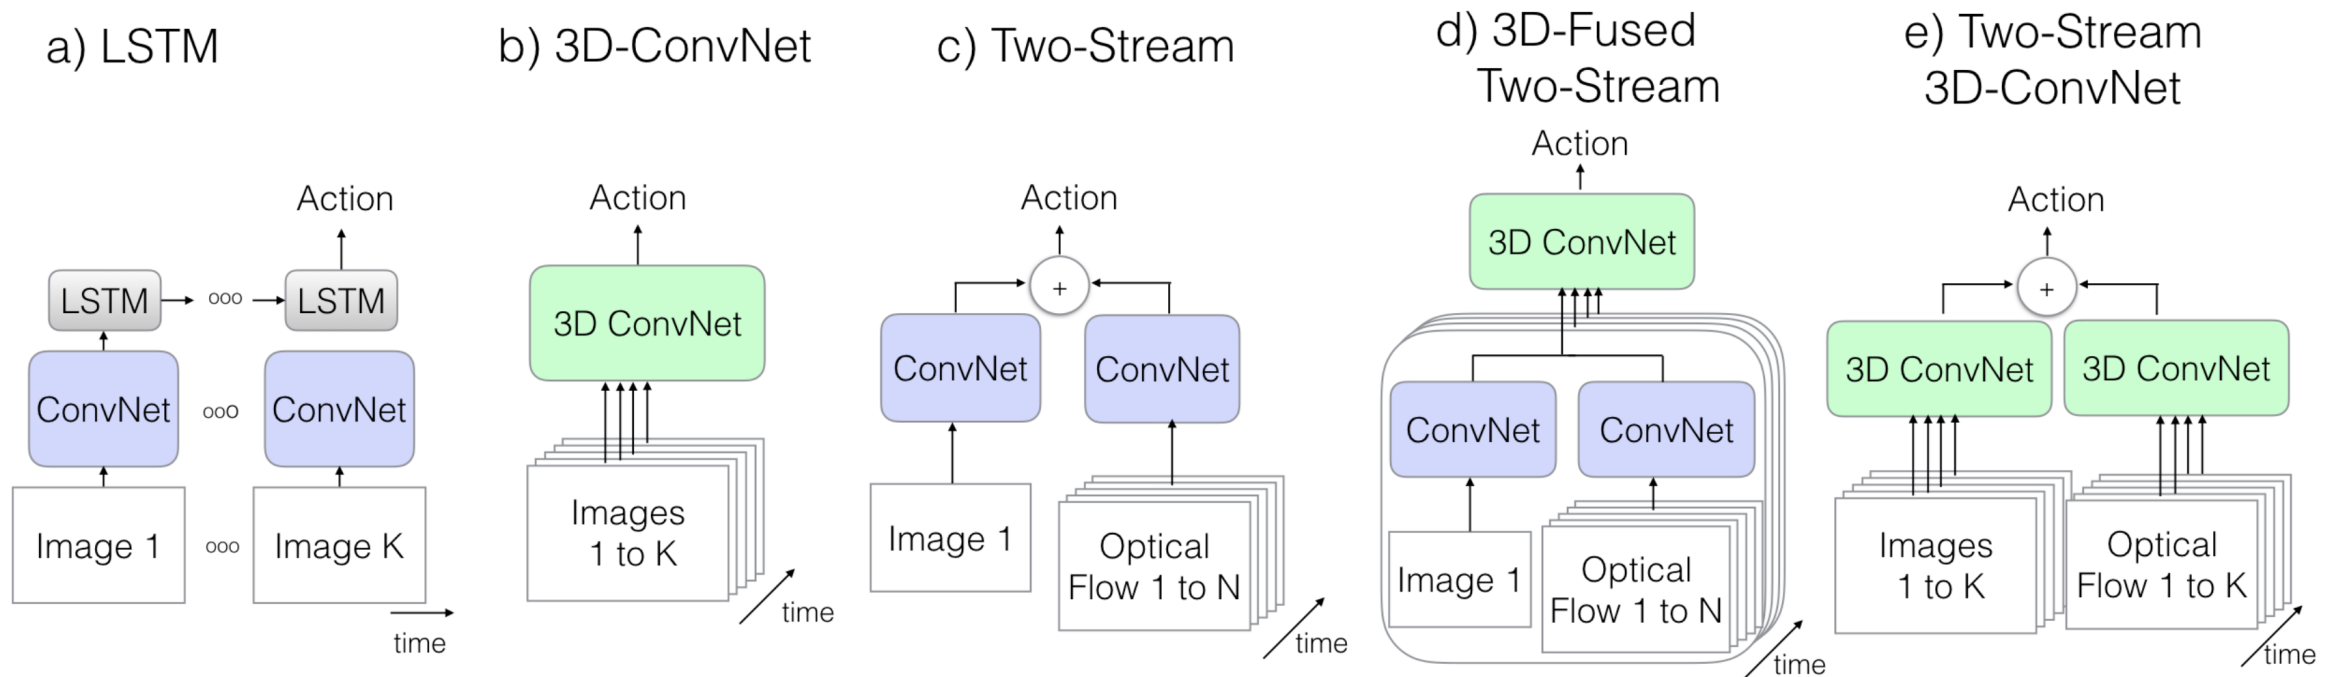 a) LSTM
Action
LSTM
ooo
LSTM
ConvNet
ooo
ConvNet
Image 1
ooo
Image K
time
b) 3D-ConvNet
Action
3D ConvNet
Images
1 to K
time
c) Two-Stream
Action
+
ConvNet
ConvNet
Image 1
Optical
Flow 1 to N
time
d) 3D-Fused
Two-Stream
Action
3D ConvNet
ConvNet
ConvNet
Image 1
Optical
Flow 1 to N
time
e) Two-Stream
3D-ConvNet
Action
+
3D ConvNet
3D ConvNet
Images
1 to K
Optical
Flow 1 to K
time